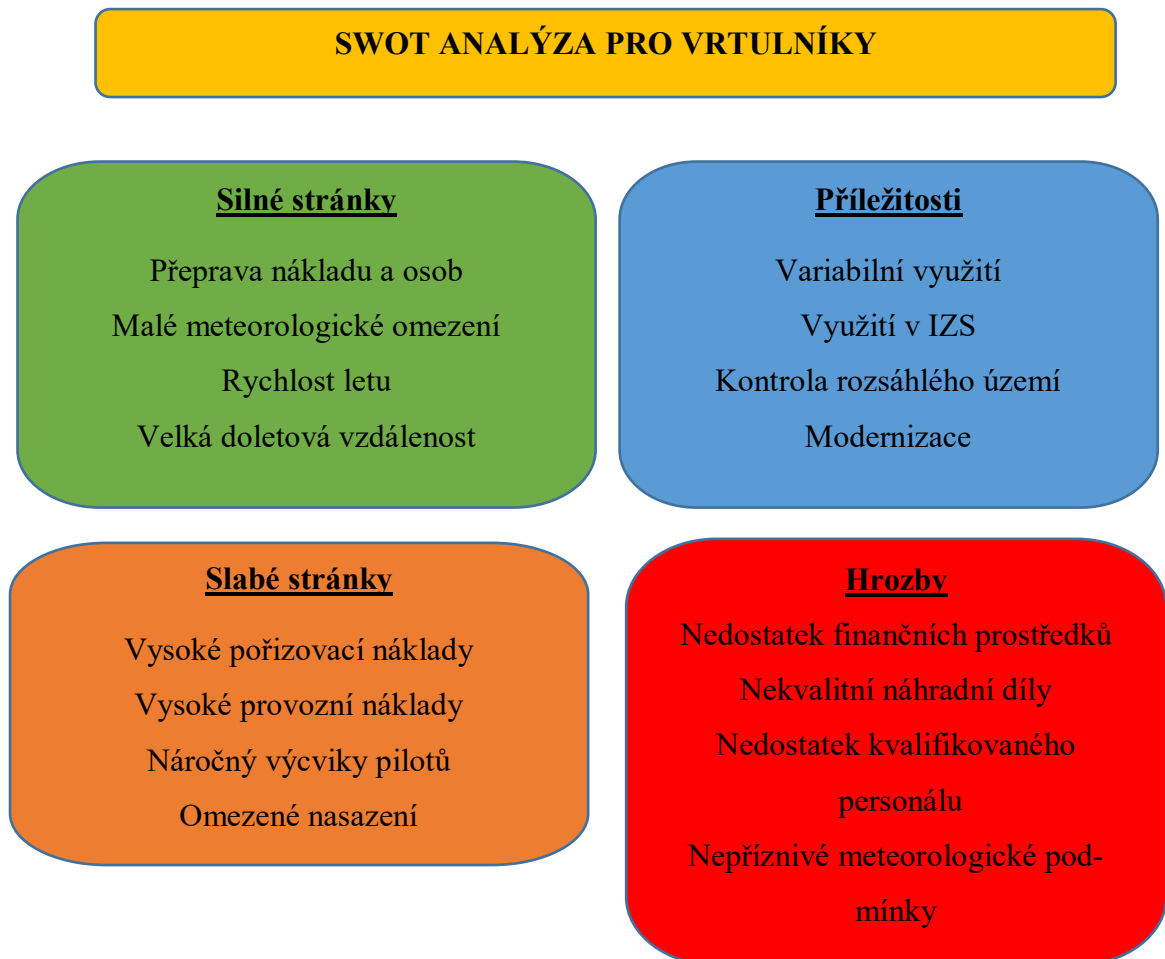 SWOT ANALÝZA PRO VRTULNÍKY
Silné stránky
Přeprava nákladu a osob
Malé meteorologické omezení
Rychlost letu
Velká doletová vzdálenost
Příležitosti
Variabilní využití
Využití v IZS
Kontrola rozsáhlého území
Modernizace
Slabé stránky
Vysoké pořizovací náklady
Vysoké provozní náklady
Náročný výcviky pilotů
Omezené nasazení
Hrozby
Nedostatek finančních prostředků
Nekvalitní náhradní díly
Nedostatek kvalifikovaného
personálu
Nepříznivé meteorologické pod-
mínky